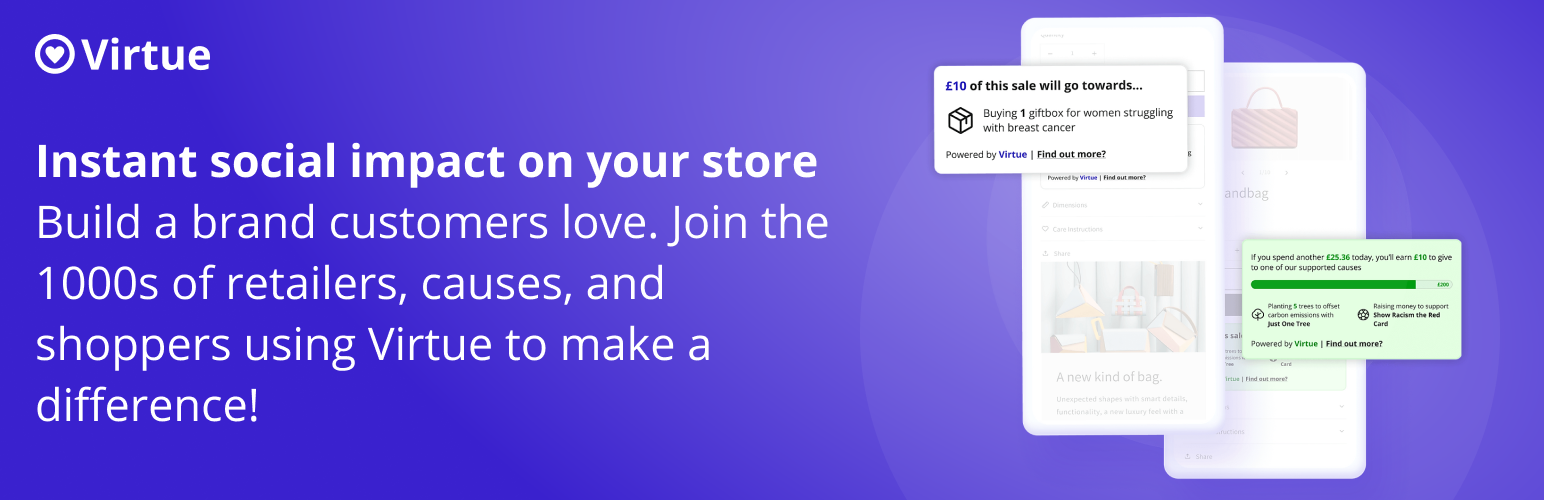 Virtue
Instant social impact on your store
Build a brand customers love. Join the
1000s of retailers, causes, and
shoppers using Virtue to make a
difference!
£10 of this sale will go towards...
Buying 1 giftbox for women struggling
with breast cancer
Powered by Virtue | Find out more?
Powered by Virtue | Find out more?
Dimensions
Care Instructions
Share
A new kind of bag.
Unexpected shapes with smart details,
functionality, a new luxury feel with a
andbag
If you spend another £25.36 today, you'll earn £10 to give
to one of our supported causes
£200
Planting 5 trees to offset
carbon emissions with
Just One Tree
Raising money to support
Show Racism the Red
Card
Powered by Virtue | Find out more?
Card
Virtue | Find out more?
Share